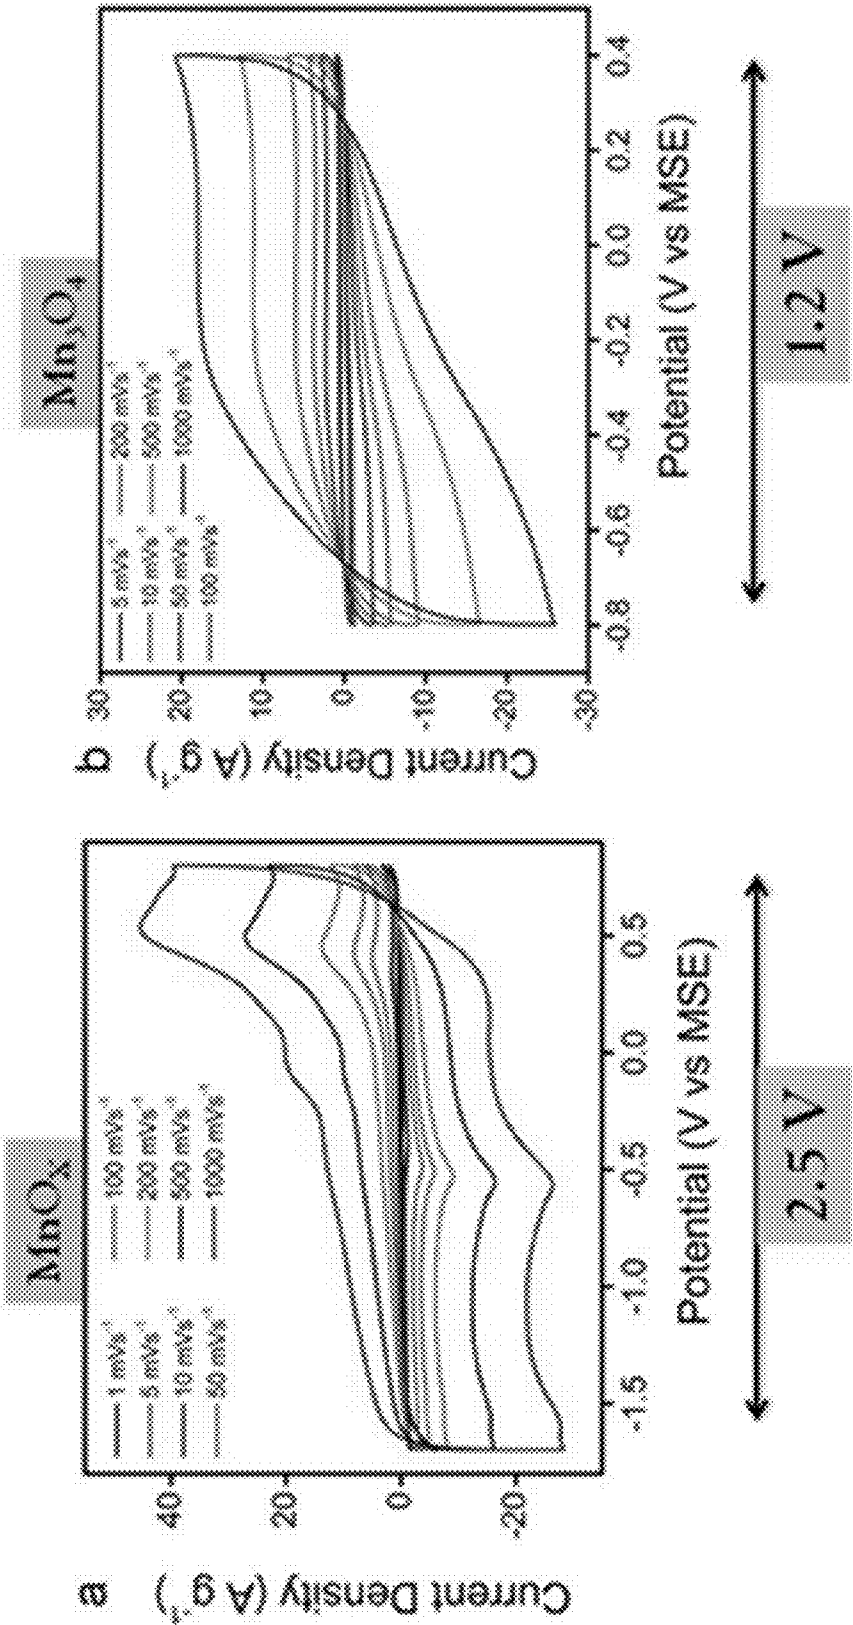 a
MnOₓ
1 mVs⁻¹
5 mVs⁻¹
10 mVs⁻¹
50 mVs⁻¹
100 mVs⁻¹
200 mVs⁻¹
500 mVs⁻¹
1000 mVs⁻¹
Current Density (A g⁻¹)
40
20
0
-20
-1.5
-1.0
-0.5
0.0
0.5
Potential (V vs MSE)
2.5 V
b
Mn₃O₄
5 mVs⁻¹
10 mVs⁻¹
50 mVs⁻¹
100 mVs⁻¹
200 mVs⁻¹
500 mVs⁻¹
1000 mVs⁻¹
Current Density (A g⁻¹)
30
20
10
0
-10
-20
-30
-0.8
-0.6
-0.4
-0.2
0.0
0.2
0.4
Potential (V vs MSE)
1.2 V